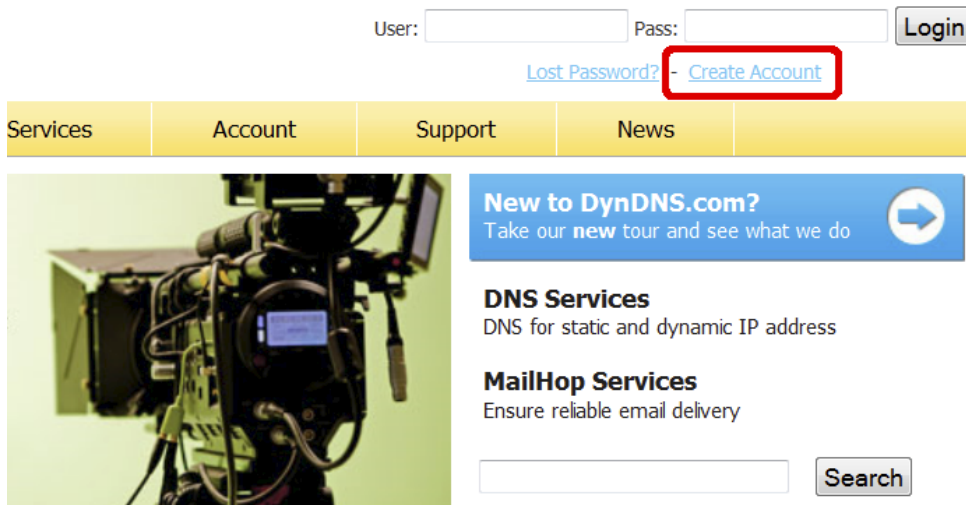 User: Pass: Login
Lost Password? - Create Account
Services Account Support News
New to DynDNS.com?
Take our new tour and see what we do
DNS Services
DNS for static and dynamic IP address
MailHop Services
Ensure reliable email delivery
Search